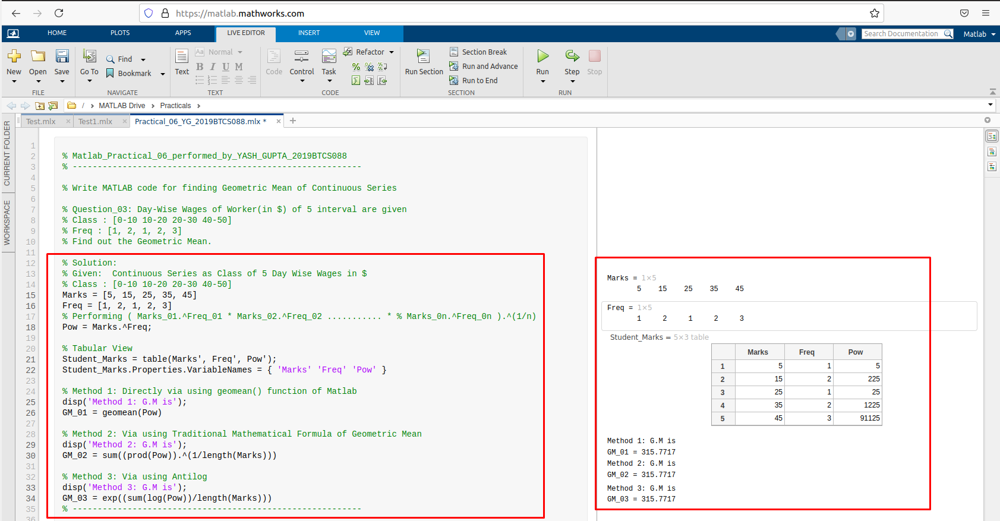 https://matlab.mathworks.com
HOME PLOTS APPS LIVE EDITOR INSERT VIEW
Search Documentation Matlab
New Open Save
FILE
Go To Find
Bookmark
NAVIGATE
Text Aa Normal
B I U M
TEXT
Code Control Task Refactor
CODE
Run Section Section Break
Run and Advance
Run to End
SECTION
Run Step Stop
RUN
/ MATLAB Drive Practicals
Test.mlx Test1.mlx Practical_06_YG_2019BTCS088.mlx *
CURRENT FOLDER
WORKSPACE
1
2 % Matlab_Practical_06_performed_by_YASH_GUPTA_2019BTCS088
3 % ----------------------------------------------------------
4
5 % Write MATLAB code for finding Geometric Mean of Continuous Series
6
7 % Question_03: Day-Wise Wages of Worker(in $) of 5 interval are given
8 % Class : [0-10 10-20 20-30 40-50]
9 % Freq : [1, 2, 1, 2, 3]
10 % Find out the Geometric Mean.
11
12 % Solution:
13 % Given:  Continuous Series as Class of 5 Day Wise Wages in $
14 % Class : [0-10 10-20 20-30 40-50]
15 Marks = [5, 15, 25, 35, 45]
16 Freq = [1, 2, 1, 2, 3]
17 % Performing ( Marks_01.^Freq_01 * Marks_02.^Freq_02 ........... * % Marks_0n.^Freq_0n ).^(1/n)
18 Pow = Marks.^Freq;
19
20 % Tabular View
21 Student_Marks = table(Marks', Freq', Pow');
22 Student_Marks.Properties.VariableNames = { 'Marks' 'Freq' 'Pow' }
23
24 % Method 1: Directly via using geomean() function of Matlab
25 disp('Method 1: G.M is');
26 GM_01 = geomean(Pow)
27
28 % Method 2: Via using Traditional Mathematical Formula of Geometric Mean
29 disp('Method 2: G.M is');
30 GM_02 = sum((prod(Pow)).^(1/length(Marks)))
31
32 % Method 3: Via using Antilog
33 disp('Method 3: G.M is');
34 GM_03 = exp((sum(log(Pow))/length(Marks)))
35 % ----------------------------------------------------------
36
Marks = 1×5
5 15 25 35 45
Freq = 1×5
1 2 1 2 3
Student_Marks = 5×3 table
Marks Freq Pow
1 5 1 5
2 15 2 225
3 25 1 25
4 35 2 1225
5 45 3 91125
Method 1: G.M is
GM_01 = 315.7717
Method 2: G.M is
GM_02 = 315.7717
Method 3: G.M is
GM_03 = 315.7717